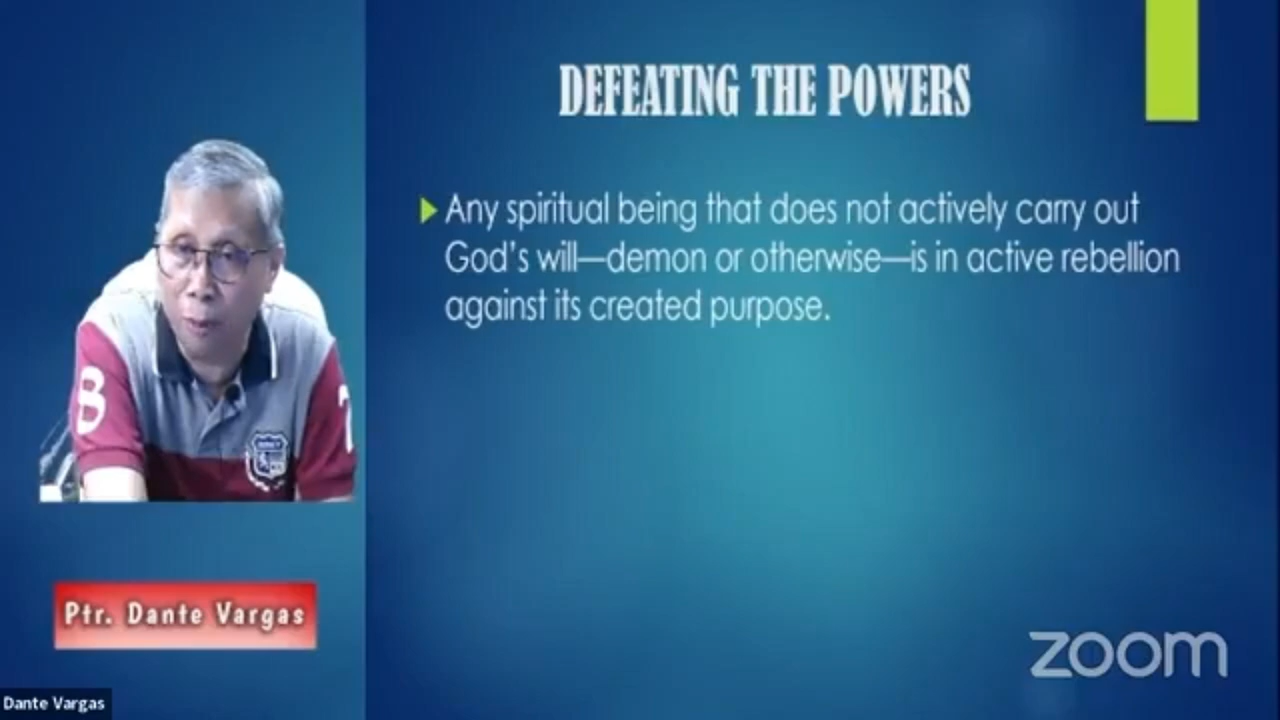 DEFEATING THE POWERS
Any spiritual being that does not actively carry out
God's will—demon or otherwise—is in active rebellion
against its created purpose.
B
Ptr. Dante Vargas
zoom
Dante Vargas